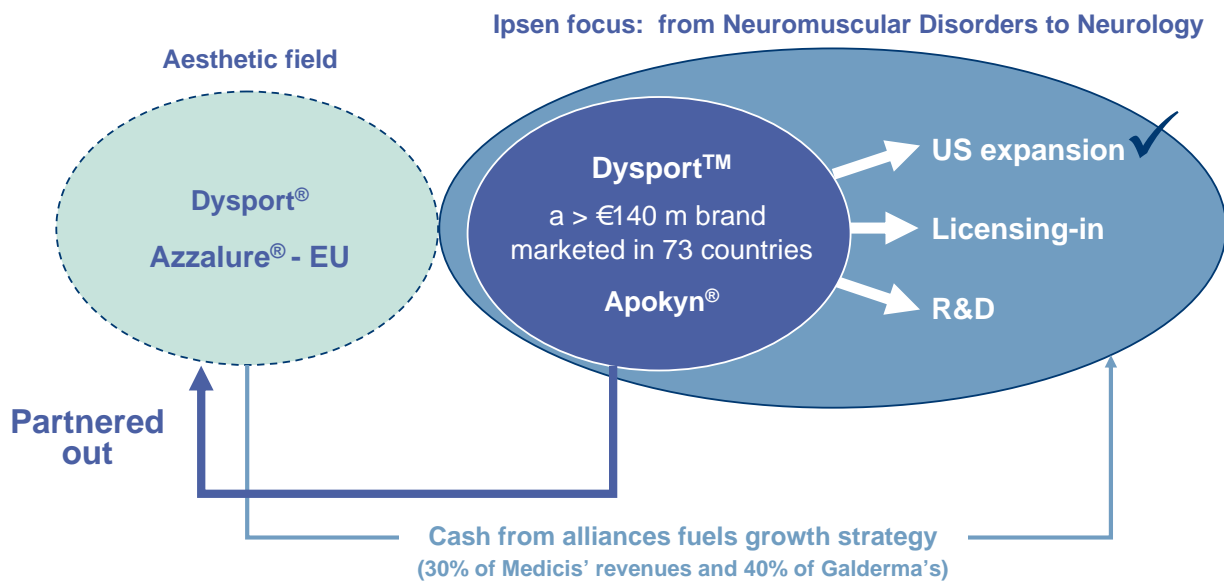 Ipsen focus: from Neuromuscular Disorders to Neurology
Aesthetic field
Dysport®
Azzalure® - EU
Dysport™
a > €140 m brand
marketed in 73 countries
Apokyn®
US expansion
Licensing-in
R&D
Partnered
out
Cash from alliances fuels growth strategy
(30% of Medicis’ revenues and 40% of Galderma’s)